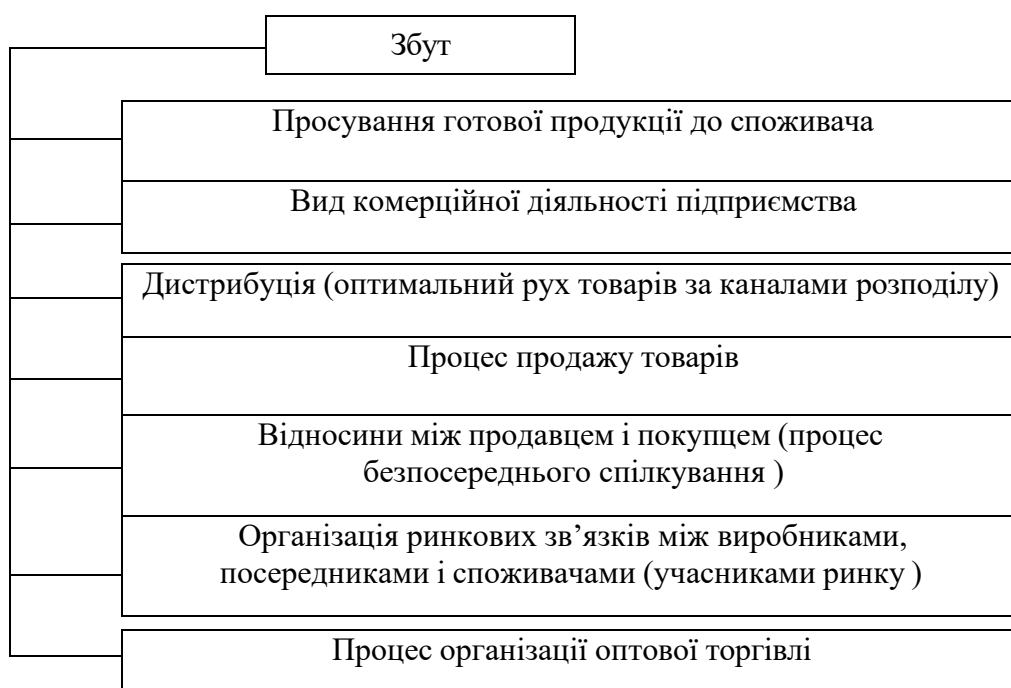 Збут
Просування готової продукції до споживача
Вид комерційної діяльності підприємства
Дистрибуція (оптимальний рух товарів за каналами розподілу)
Процес продажу товарів
Відносини між продавцем і покупцем (процес
безпосереднього спілкування )
Організація ринкових зв’язків між виробниками,
посередниками і споживачами (учасниками ринку )
Процес організації оптової торгівлі